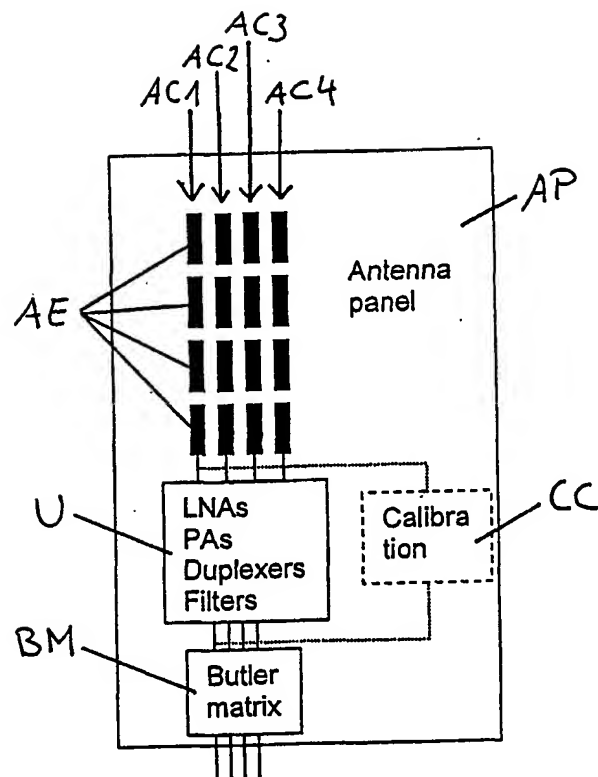 AC3
AC2
AC1
AC4
AP
Antenna
panel
AE
U
LNAs
PAs
Duplexers
Filters
Calibra
tion
CC
BM
Butler
matrix